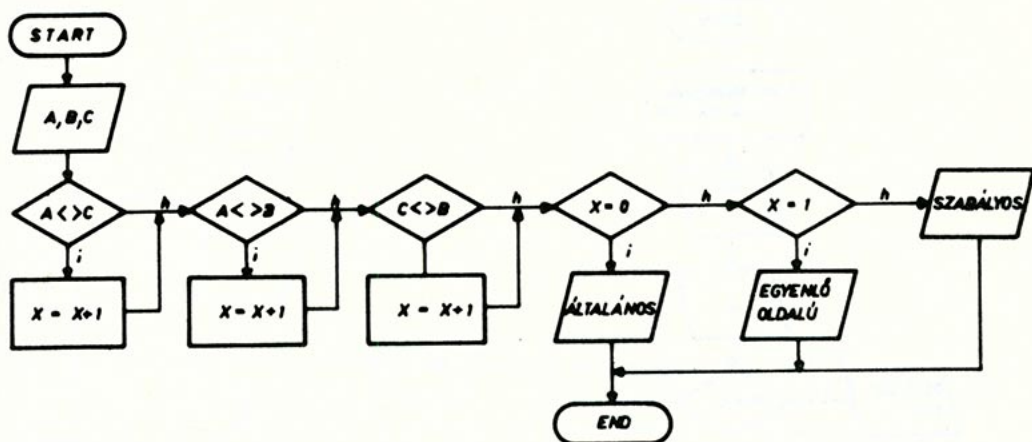 START
A, B, C
A < > C
h
i
X = X+1
A < > B
h
i
X = X+1
C < > B
h
X = X+1
X = 0
h
i
ÁLTALÁNOS
X = 1
h
i
EGYENLŐ
OLDALÚ
SZABÁLYOS
END